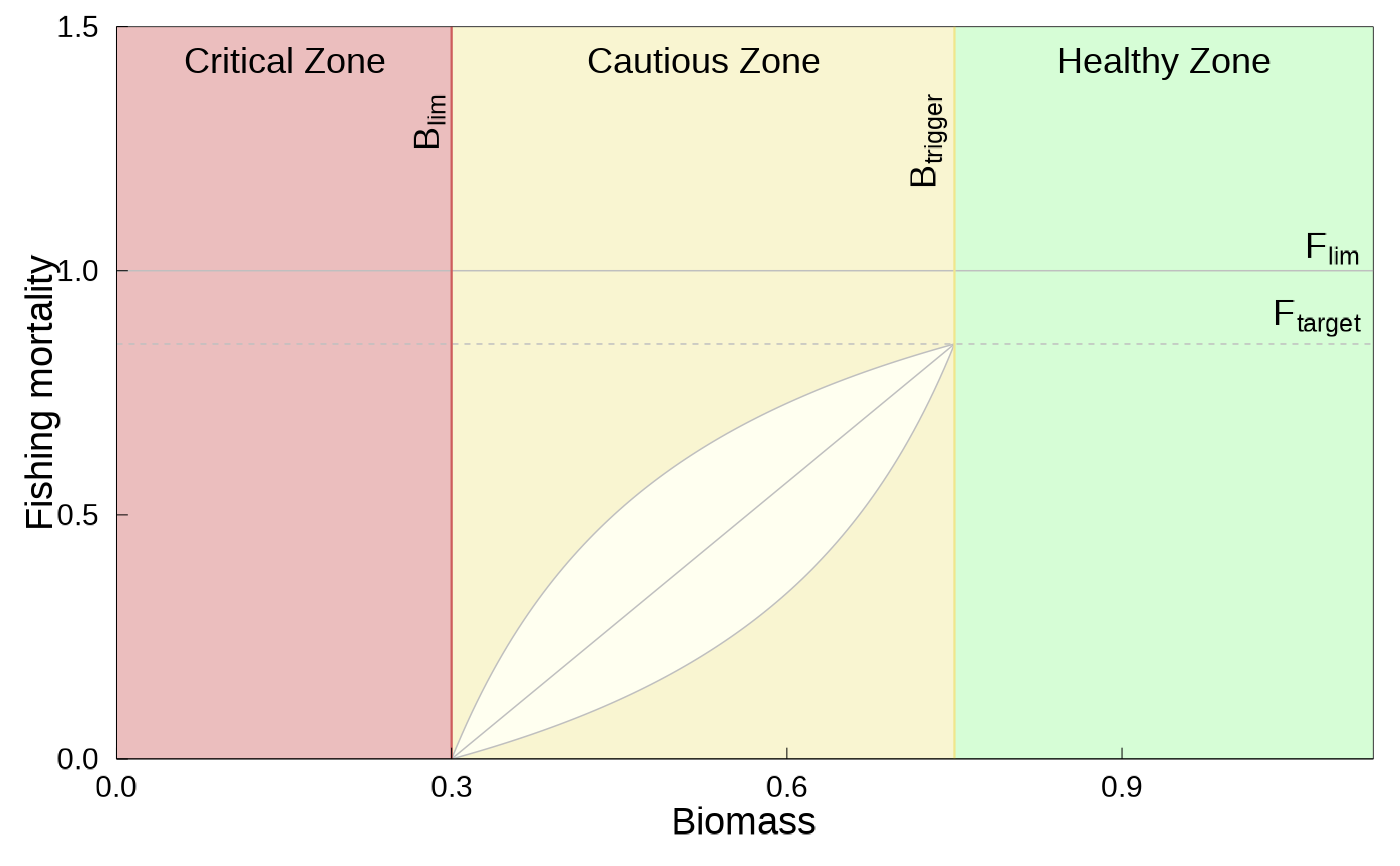 1.5
Critical Zone
Cautious Zone
Healthy Zone
Blim
Btrigger
Flim
1.0
Ftarget
Fishing mortality
0.5
0.0
0.0
0.3
0.6
0.9
Biomass